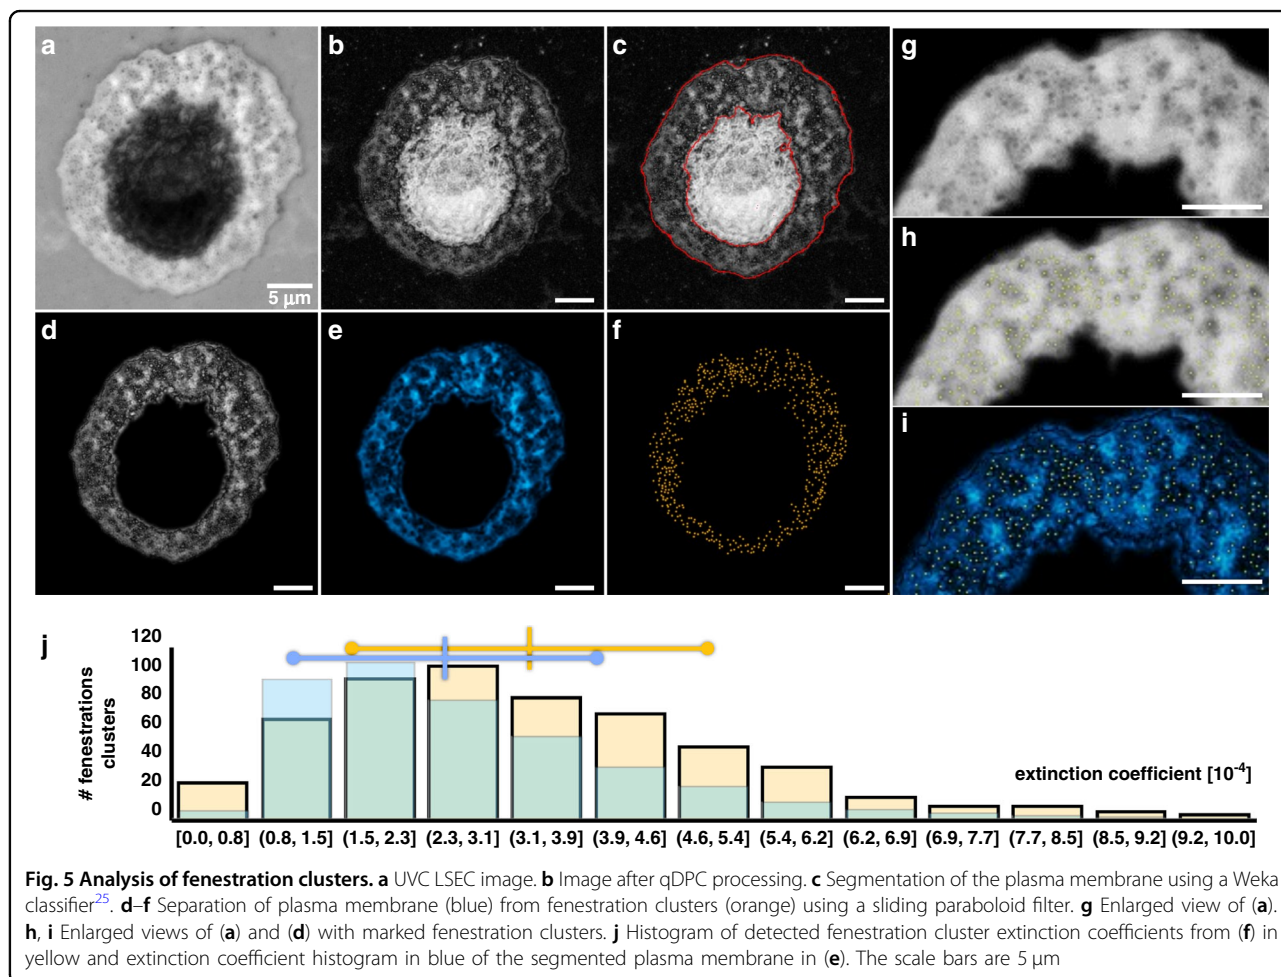 a
b
c
g
5 µm
h
d
e
f
i
j
120
100
80
60
40
20
0
# fenestrations
clusters
extinction coefficient [10-4]
[0.0, 0.8] (0.8, 1.5] (1.5, 2.3] (2.3, 3.1] (3.1, 3.9] (3.9, 4.6] (4.6, 5.4] (5.4, 6.2] (6.2, 6.9] (6.9, 7.7] (7.7, 8.5] (8.5, 9.2] (9.2, 10.0]
Fig. 5 Analysis of fenestration clusters. a UVC LSEC image. b Image after qDPC processing. c Segmentation of the plasma membrane using a Weka
classifier25. d–f Separation of plasma membrane (blue) from fenestration clusters (orange) using a sliding paraboloid filter. g Enlarged view of (a).
h, i Enlarged views of (a) and (d) with marked fenestration clusters. j Histogram of detected fenestration cluster extinction coefficients from (f) in
yellow and extinction coefficient histogram in blue of the segmented plasma membrane in (e). The scale bars are 5 µm